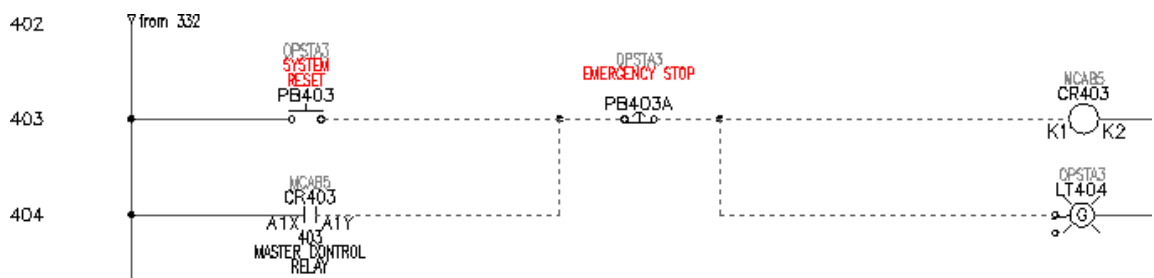 402
from 332
OPSTA3
SYSTEM
RESET
PB403
OPSTA3
EMERGENCY STOP
PB403A
MCAB5
CR403
403
K1 K2
MCAB5
CR403
OPSTA3
LT404
404
A1X A1Y
G
403
MASTER CONTROL
RELAY